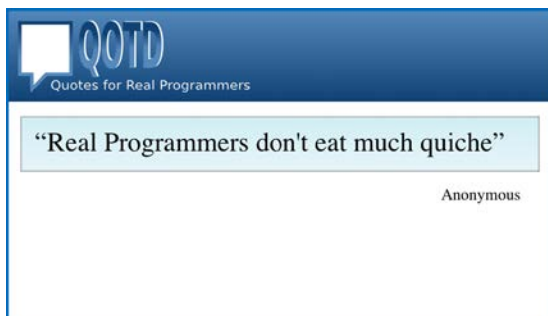 QOTD
Quotes for Real Programmers
“Real Programmers don't eat much quiche”
Anonymous